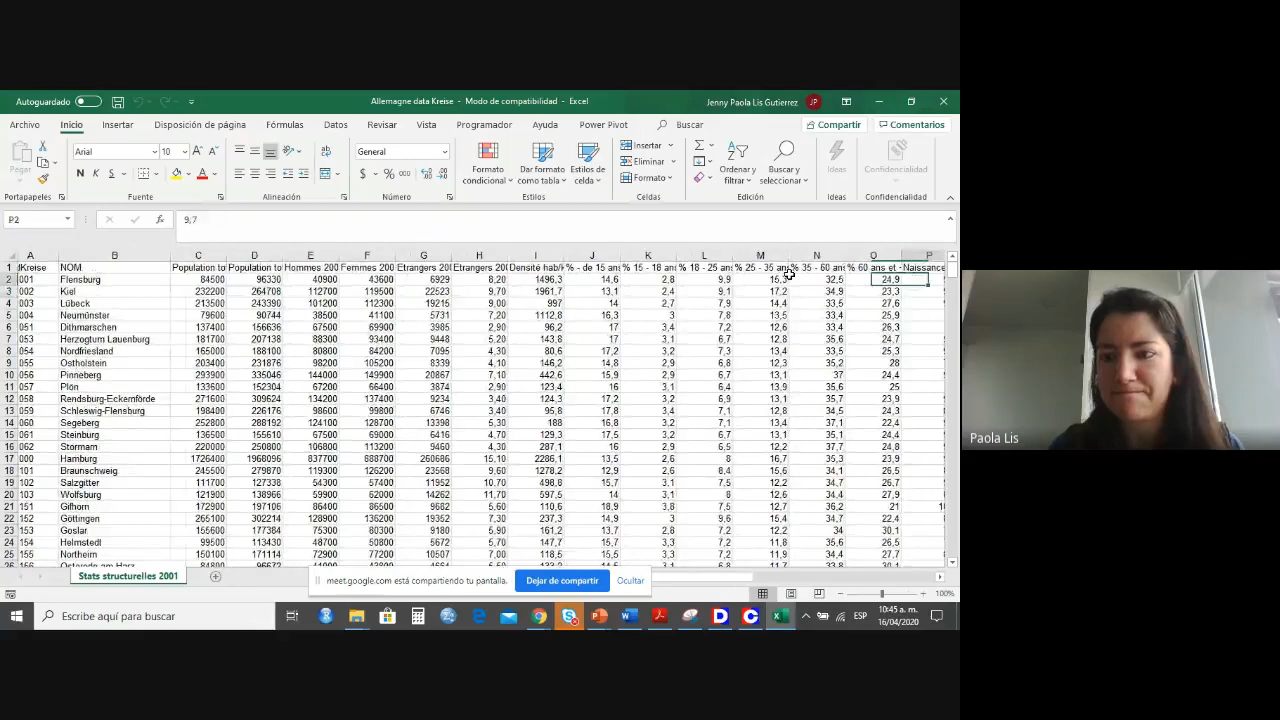 Autoguardado
Allemagne data Kreise - Modo de compatibilidad - Excel
Jenny Paola Lis Gutierrez JP
Archivo Inicio Insertar Disposición de página Fórmulas Datos Revisar Vista Programador Ayuda Power Pivot Buscar Compartir Comentarios
Pegar
Arial 10
N K S
General
Formato condicional
Dar formato como tabla
Estilos de celda
Insertar
Eliminar
Formato
Ordenar y filtrar
Buscar y seleccionar
Ideas
Confidencialidad
Portapapeles Fuente Alineación Número Estilos Celdas Edición Ideas Confidencialidad
P2 9;7
A B C D E F G H I J K L M N O P
1 Kreise NOM Population to Population to Hommes 200 Femmes 200 Etrangers 200 Etrangers 200 Densité hab/ % - de 15 ans % 15 - 18 ans % 18 - 25 ans % 25 - 35 ans % 35 - 60 ans % 60 ans et - Naissance
2 001 Flensburg 84500 96330 40900 43600 6929 8,20 1496,3 14,6 2,8 9,9 15,3 32,5 24,9
3 002 Kiel 232200 264708 112700 119500 22523 9,70 1961,7 13,1 2,4 9,1 17,2 34,9 23,3
4 003 Lübeck 213500 243390 101200 112300 19215 9,00 997 14 2,7 7,9 14,4 33,5 27,6
5 004 Neumünster 79600 90744 38500 41100 5731 7,20 1112,8 16,3 3 7,8 13,5 33,4 25,9
6 051 Dithmarschen 137400 156636 67500 69900 3985 2,90 96,2 17 3,4 7,2 12,6 33,4 26,3
7 053 Herzogtum Lauenburg 181700 207138 88300 93400 9448 5,20 143,8 17 3,1 6,7 12,8 35,6 24,7
8 054 Nordfriesland 165000 188100 80800 84200 7095 4,30 80,6 17,2 3,2 7,3 13,4 33,5 25,3
9 055 Ostholstein 203400 231876 98200 105200 8339 4,10 146,2 14,8 2,9 6,8 12,3 35,2 28
10 056 Pinneberg 293900 335046 144000 149900 20867 7,10 442,6 15,9 2,9 6,7 13,1 37 24,4
11 057 Plön 133600 152304 67200 66400 3874 2,90 123,4 16 3,1 6,4 13,9 35,6 25
12 058 Rendsburg-Eckernförde 271600 309624 134200 137400 9234 3,40 124,3 17,2 3,2 6,9 13,1 35,7 23,9
13 059 Schleswig-Flensburg 198400 226176 98600 99800 6746 3,40 95,8 17,8 3,4 7,1 12,8 34,5 24,3
14 060 Segeberg 252800 288192 124100 128700 13398 5,30 188 16,8 3,2 7,1 13,4 37,1 22,4
15 061 Steinburg 136500 155610 67500 69000 6416 4,70 129,3 17,5 3,2 6,7 13,1 35,1 24,4
16 062 Stormarn 220000 250800 106800 113200 9460 4,30 287,1 16 2,9 6,9 12,2 37,7 24,8
17 000 Hamburg 1726400 1968096 837700 888700 260686 15,10 2286,1 13,5 2,6 8 16,7 35,3 23,9
18 101 Braunschweig 245500 279870 119300 126200 23568 9,60 1278,2 12,9 2,6 8,4 15,6 34,1 26,5
19 102 Salzgitter 111700 127338 54300 57400 11952 10,70 498,8 15,7 3,1 7,5 12,2 34,7 26,7
20 103 Wolfsburg 121900 138966 59900 62000 14262 11,70 597,5 14 3,1 8 12,6 34,4 27,9
21 151 Gifhorn 172900 197106 86400 86500 9682 5,60 110,6 18,9 3,8 7,5 12,7 36,2 21
22 152 Göttingen 265100 302214 128900 136200 19352 7,30 237,3 14,9 3 9,6 15,4 34,7 22,4
23 153 Goslar 155600 177384 75300 80300 9180 5,90 161,2 13,7 2,8 7,2 12,2 34 30,1
24 154 Helmstedt 99500 113430 48700 50800 5672 5,70 147,7 15,7 3,3 7,2 11,8 35,6 26,5
25 155 Northeim 150100 171114 72900 77200 10507 7,00 118,5 15,5 3,3 6,9 11,9 34,4 27,7
Stats structurelles 2001
meet.google.com está compartiendo tu pantalla. Dejar de compartir Ocultar
100%
Escribe aquí para buscar
ESP
10:45 a. m.
16/04/2020
Paola Lis